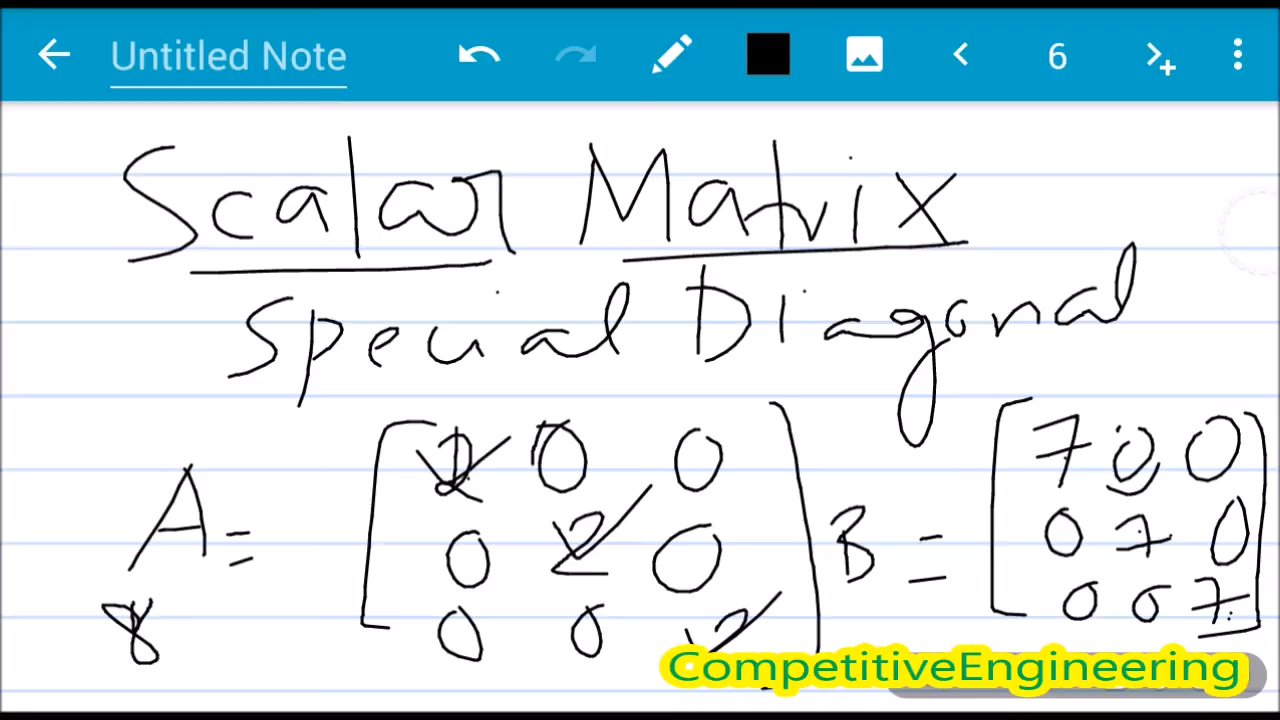 Untitled Note 6
Scalar Matrix
Special Diagonal
A = [2 0 0 B = [7 0 0]
0 2 0 0 7 0
0 0 2 0 0 7
8
CompetitiveEngineering